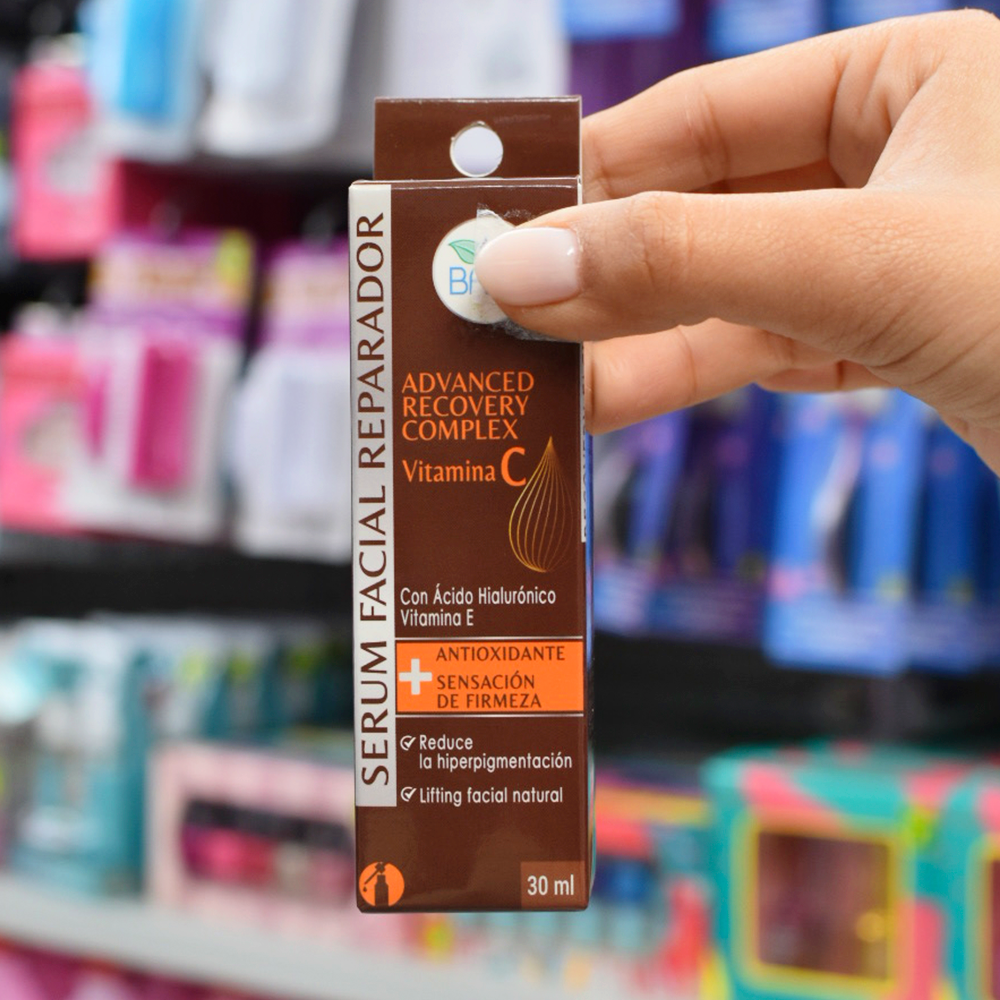 SERUM FACIAL REPARADOR
ADVANCED
RECOVERY
COMPLEX
Vitamina C
Con Ácido Hialurónico
Vitamina E
+ ANTIOXIDANTE
SENSACIÓN
DE FIRMEZA
Reduce
la hiperpigmentación
Lifting facial natural
30 ml